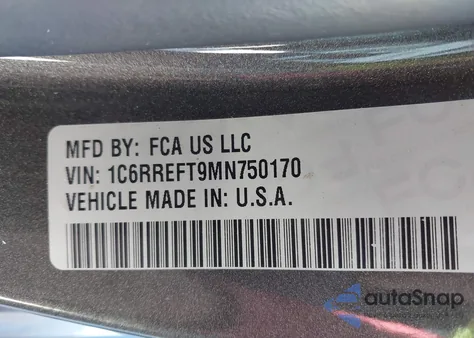 MFD BY: FCA US LLC
VIN: 1C6RREFT9MN750170
VEHICLE MADE IN: U.S.A.
autoSnap